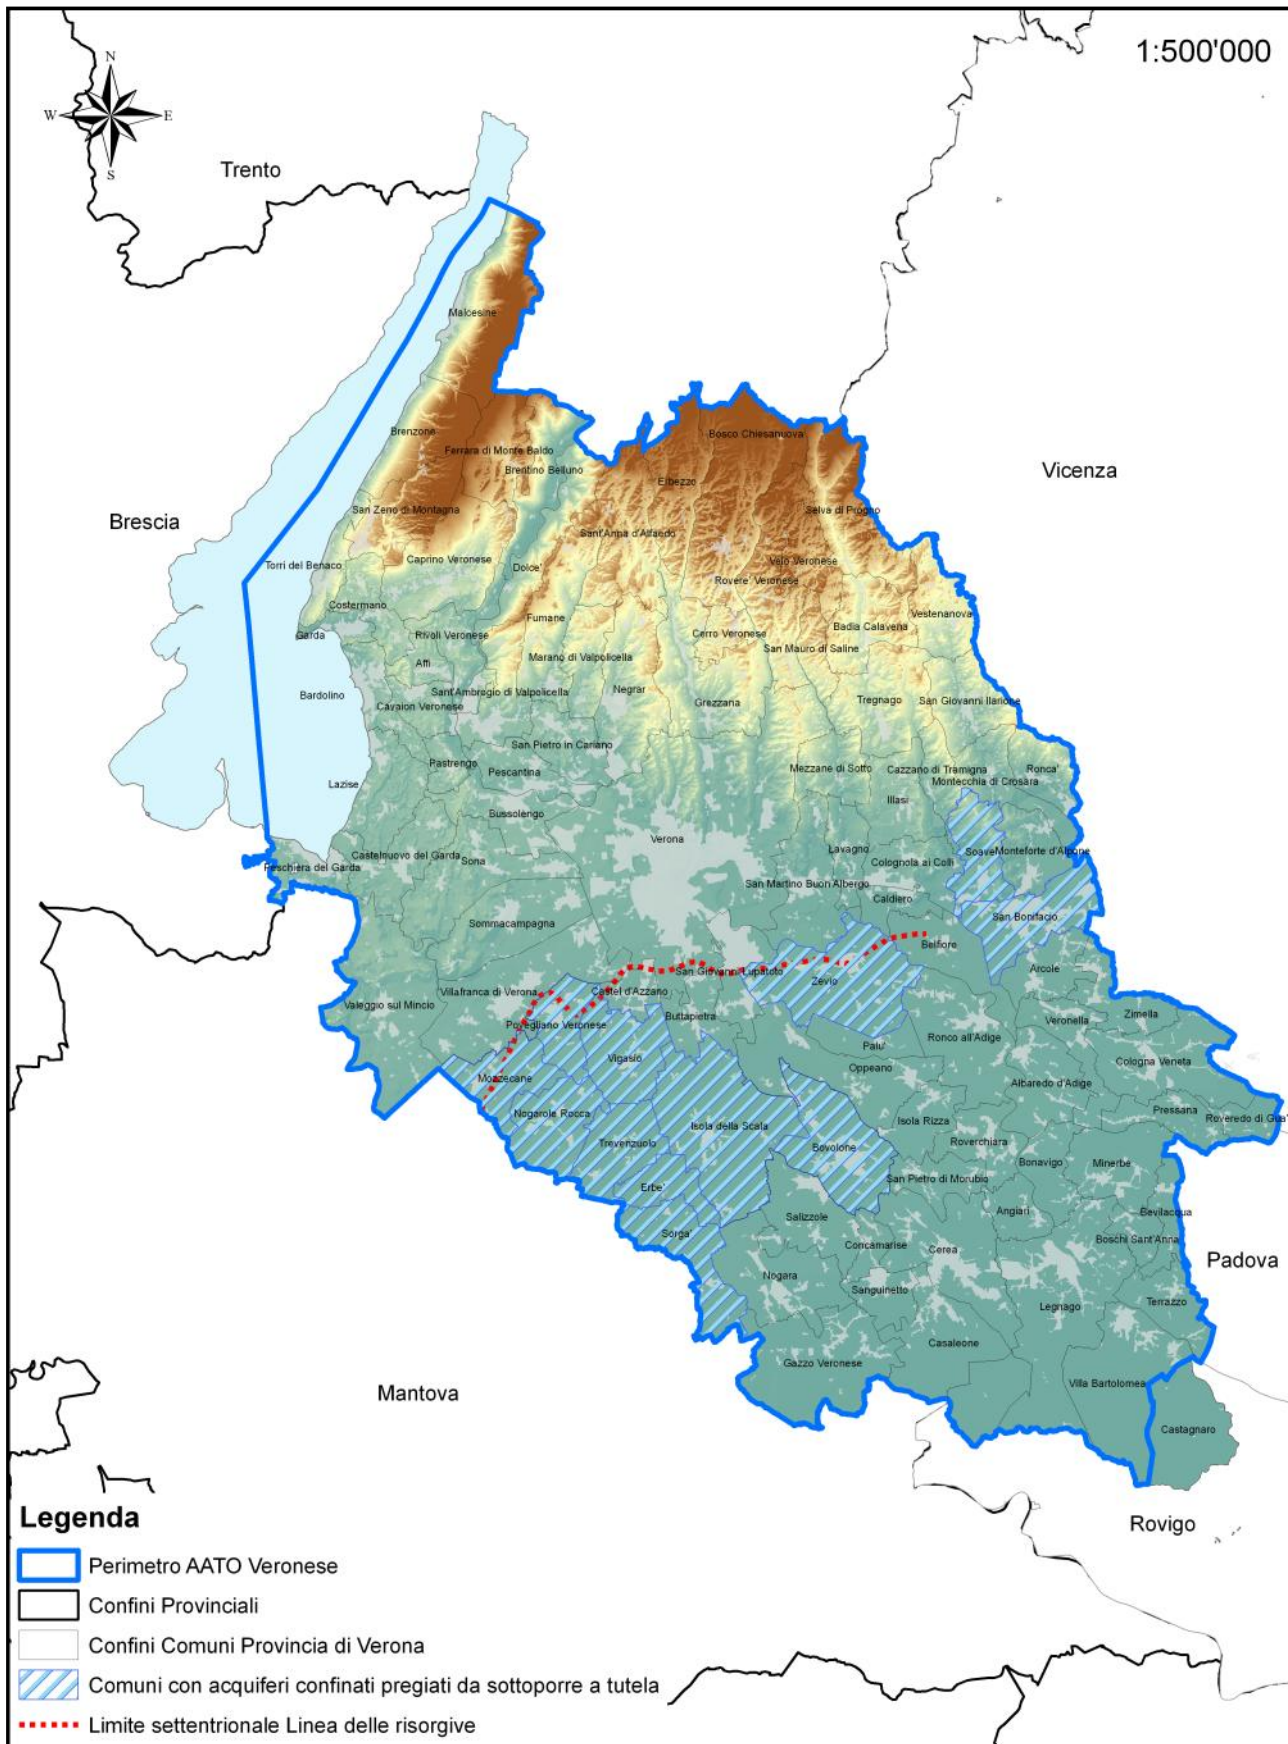 1:500'000
N
W
E
S
Trento
Malcesine
Brenzone
Bosco Chiesanuova
Ferrara di Monte Baldo
Brentino Belluno
Vicenza
Erbezzo
San Zeno di Montagna
Selva di Progno
Brescia
Sant'Anna d'Alfaedo
Caprino Veronese
Velo Veronese
Torri del Benaco
Dolce'
Rovere' Veronese
Costermano
Fumane
Vestenanova
Garda
Rivoli Veronese
Cerro Veronese
Badia Calavena
San Mauro di Saline
Affi
Marano di Valpolicella
Bardolino
Sant'Ambrogio di Valpolicella
Negrar
Cavaion Veronese
Grezzana
Tregnago
San Giovanni Ilarione
San Pietro in Cariano
Pastrengo
Pescantina
Mezzane di Sotto
Cazzano di Tramigna
Ronca'
Montecchia di Crosara
Lazise
Illasi
Bussolengo
Verona
Lavagno
Soave
Monteforte d'Alpone
Castelnuovo del Garda
Sona
Colognola ai Colli
Peschiera del Garda
San Martino Buon Albergo
Caldiero
Sommacampagna
San Bonifacio
Belfiore
Arcole
San Giovanni Lupatoto
Zevio
Castel d'Azzano
Villafranca di Verona
Valeggio sul Mincio
Buttapietra
Zimella
Veronella
Povegliano Veronese
Ronco all'Adige
Palu'
Vigasio
Cologna Veneta
Oppeano
Mozzecane
Albaredo d'Adige
Nogarole Rocca
Pressana
Roveredo di Gua'
Isola Rizza
Isola della Scala
Trevenzuolo
Roverchiara
Bovolone
Bonavigo
Minerbe
San Pietro di Morubio
Erbe'
Angiari
Bevilacqua
Salizzole
Sorga'
Boschi Sant'Anna
Concamarise
Cerea
Padova
Nogara
Sanguinetto
Terrazzo
Legnago
Casaleone
Gazzo Veronese
Villa Bartolomea
Mantova
Castagnaro
Rovigo
Legenda
Perimetro AATO Veronese
Confini Provinciali
Confini Comuni Provincia di Verona
Comuni con acquiferi confinati pregiati da sottoporre a tutela
Limite settentrionale Linea delle risorgive